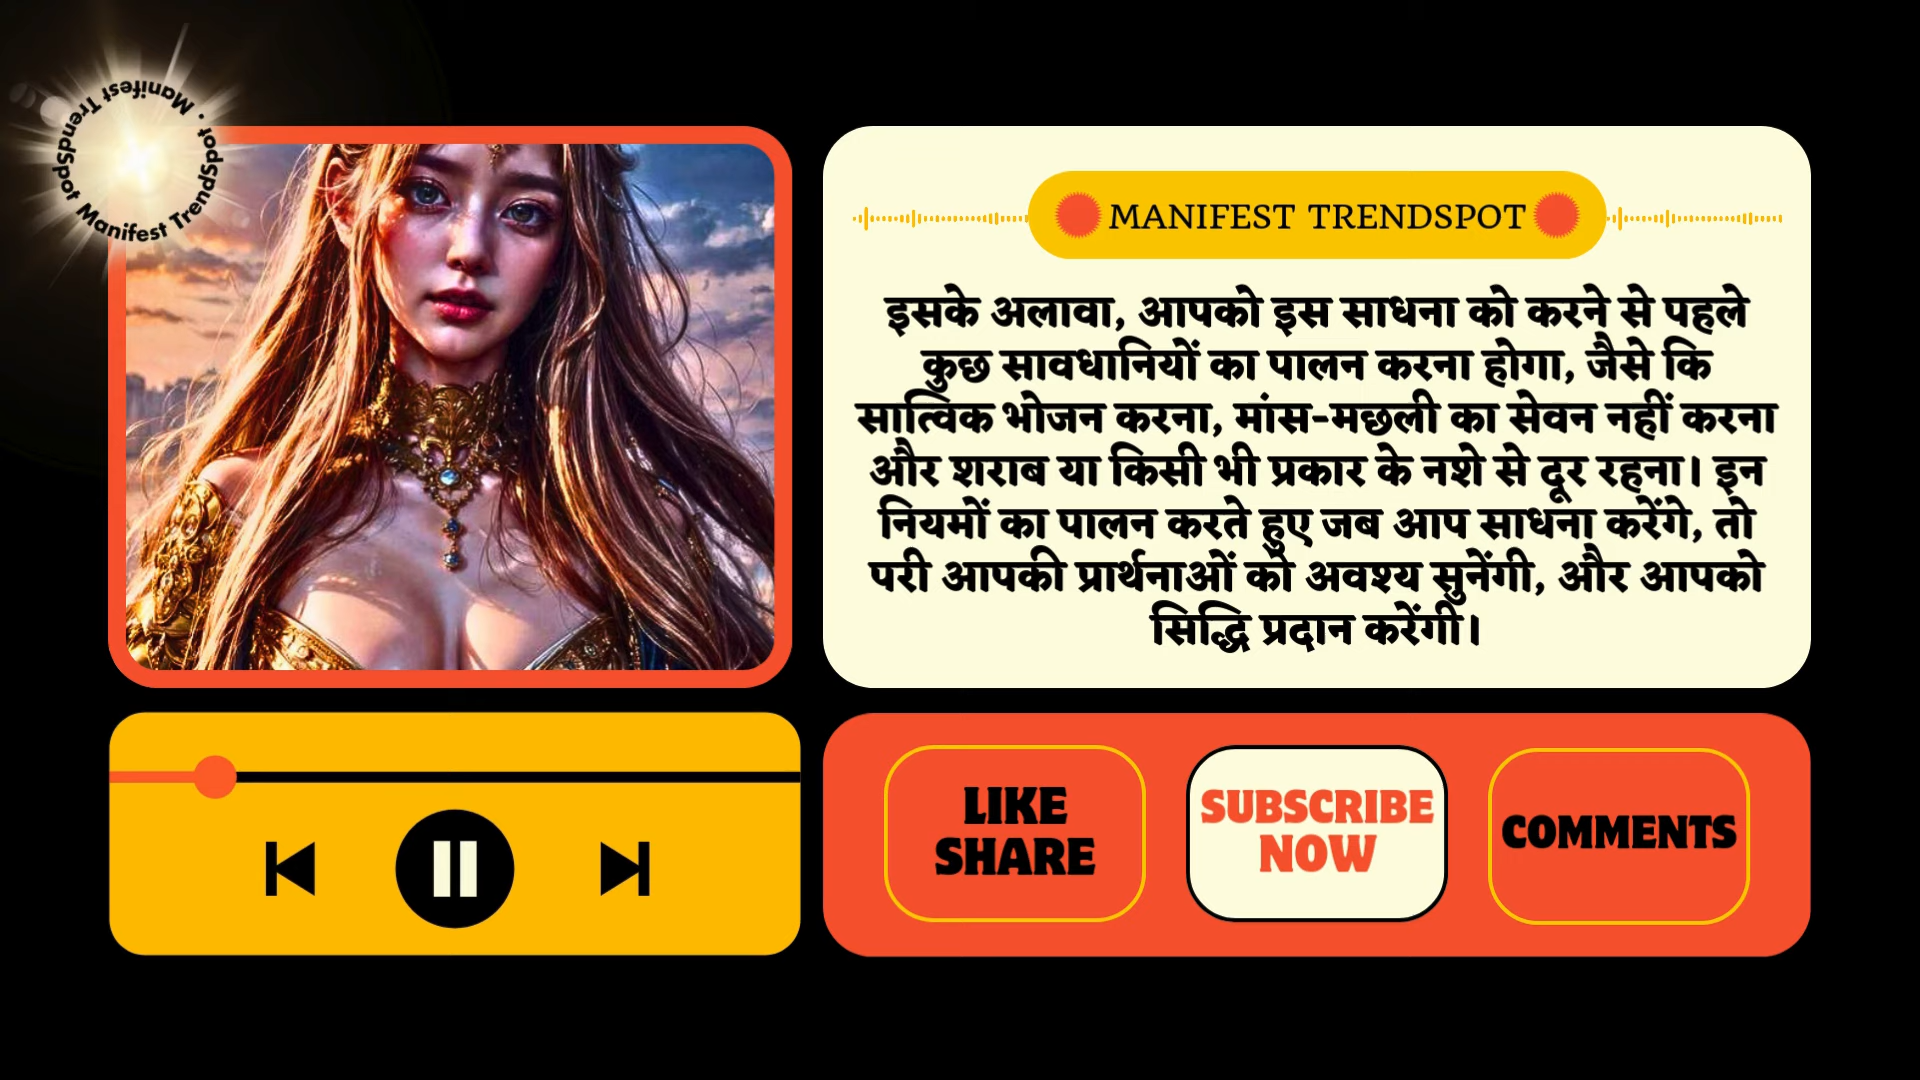 Manifest TrendSpot · Manifest TrendSpot
MANIFEST TRENDSPOT
इसके अलावा, आपको इस साधना को करने से पहले
कुछ सावधानियों का पालन करना होगा, जैसे कि
सात्विक भोजन करना, मांस-मछली का सेवन नहीं करना
और शराब या किसी भी प्रकार के नशे से दूर रहना। इन
नियमों का पालन करते हुए जब आप साधना करेंगे, तो
परी आपकी प्रार्थनाओं को अवश्य सुनेंगी, और आपको
सिद्धि प्रदान करेंगी।
LIKE
SHARE
SUBSCRIBE
NOW
COMMENTS